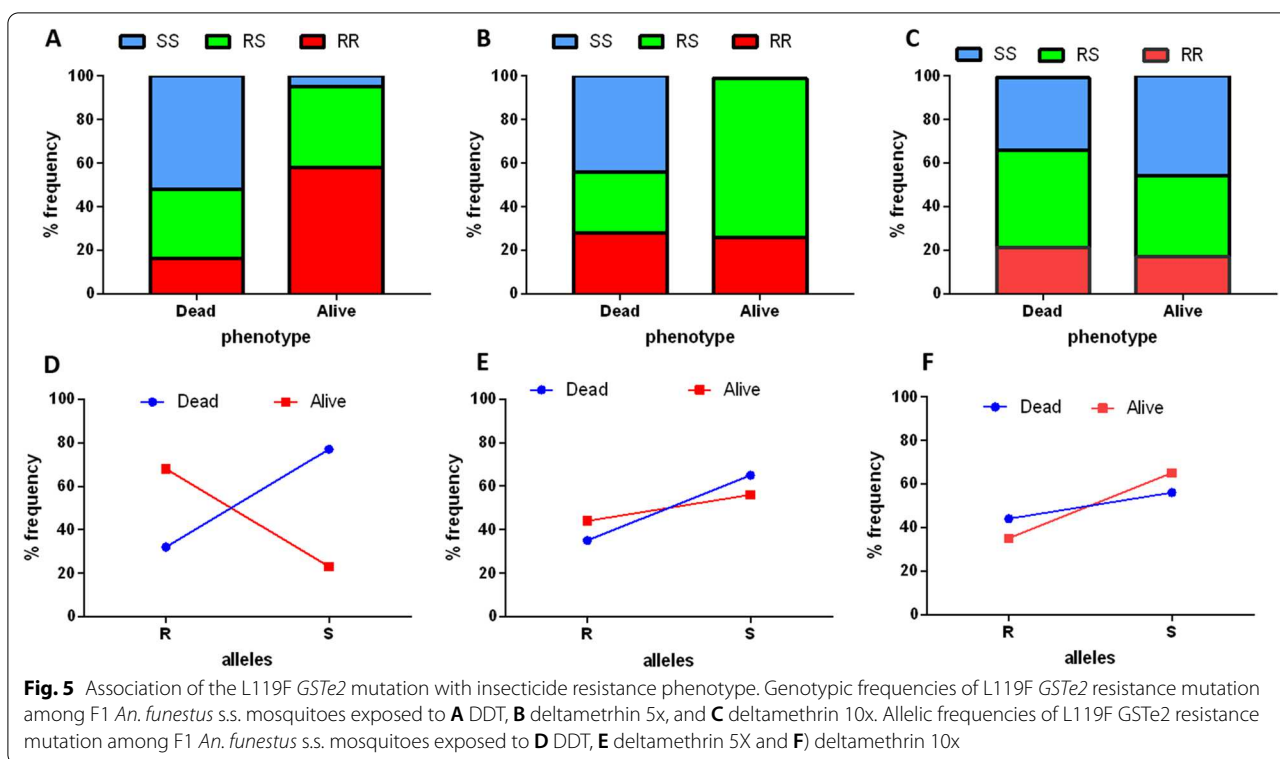 A
SS RS RR
% frequency
100
80
60
40
20
0
Dead Alive
phenotype
B
SS RS RR
% frequency
100
80
60
40
20
0
Dead Alive
phenotype
C
SS RS RR
% frequency
100
80
60
40
20
0
Dead Alive
phenotype
D
Dead Alive
% frequency
100
80
60
40
20
0
R S
alleles
E
Dead Alive
% frequency
100
80
60
40
20
0
R S
alleles
F
Dead Alive
% frequency
100
80
60
40
20
0
R S
alleles
Fig. 5 Association of the L119F GSTe2 mutation with insecticide resistance phenotype. Genotypic frequencies of L119F GSTe2 resistance mutation
among F1 An. funestus s.s. mosquitoes exposed to A DDT, B deltametrhin 5x, and C deltamethrin 10x. Allelic frequencies of L119F GSTe2 resistance
mutation among F1 An. funestus s.s. mosquitoes exposed to D DDT, E deltamethrin 5X and F) deltamethrin 10x